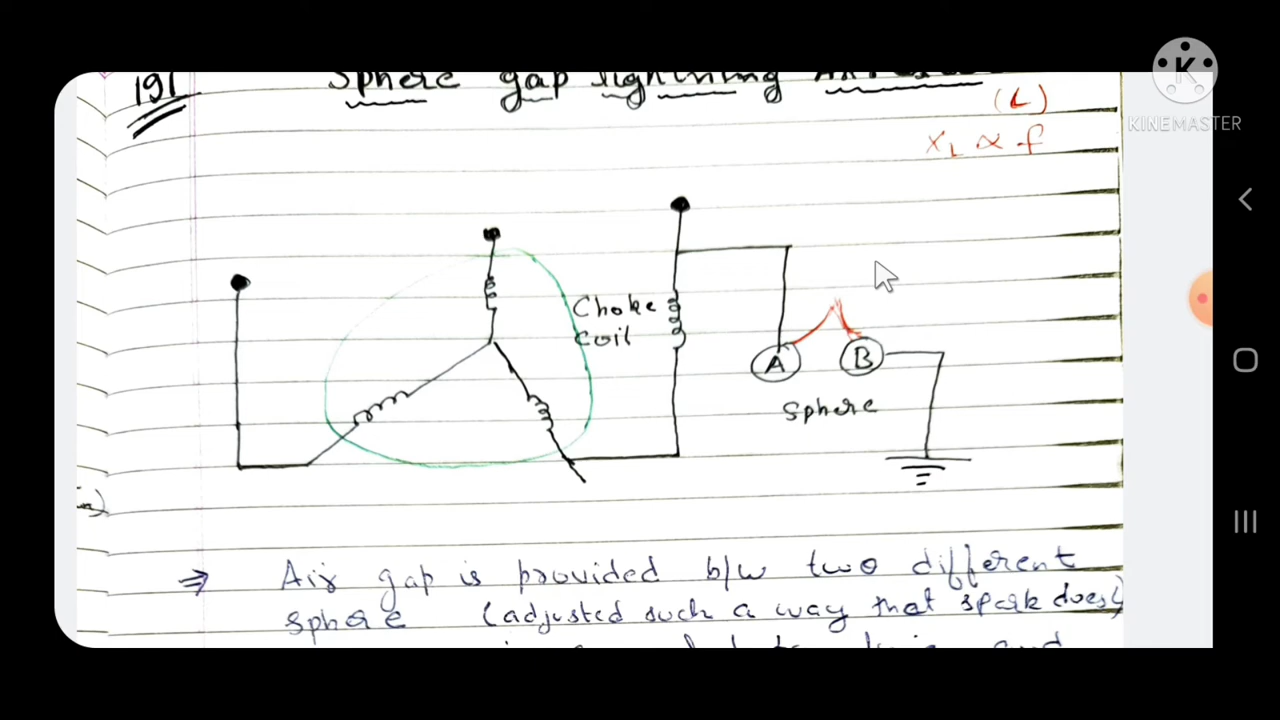 191
Sphere gap lightning
(L)
XL ∝ f
K
KINEMASTER
Choke
Coil
A
B
Sphere
⇒ Air gap is provided b/w two different
sphere (adjusted such a way that spark does
and